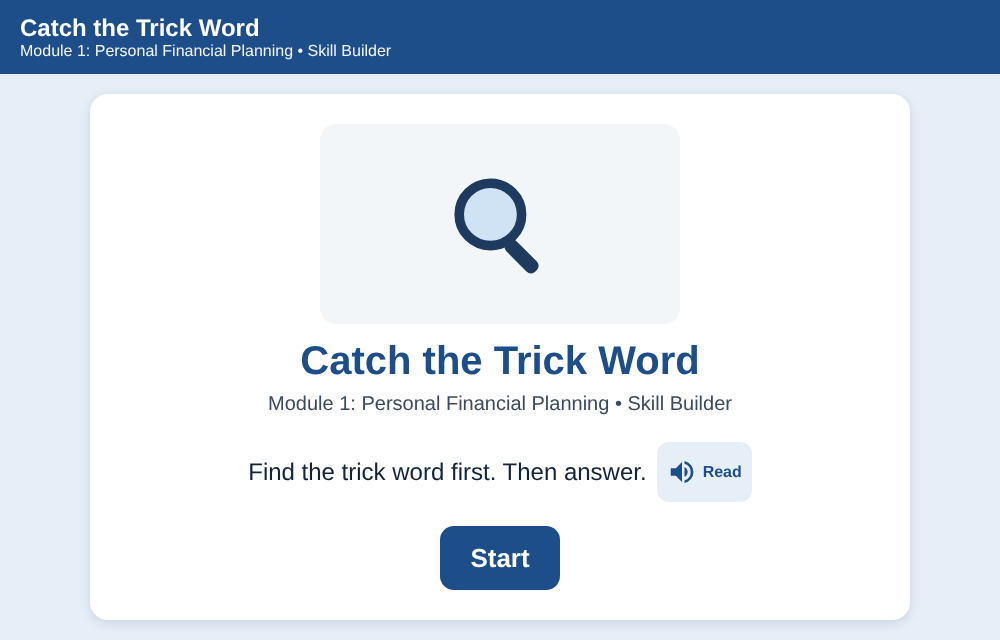 Catch the Trick Word
Module 1: Personal Financial Planning • Skill Builder
Catch the Trick Word
Module 1: Personal Financial Planning • Skill Builder
Find the trick word first. Then answer. Read
Start